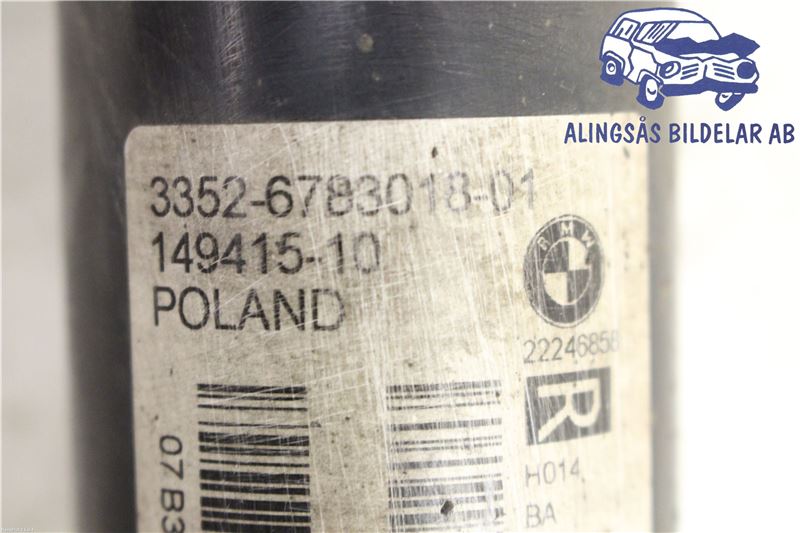 ALINGSÅS BILDELAR AB
3352-6783018-01
149415-10
POLAND
BMW
22246858
R
H014
BA
07 B3